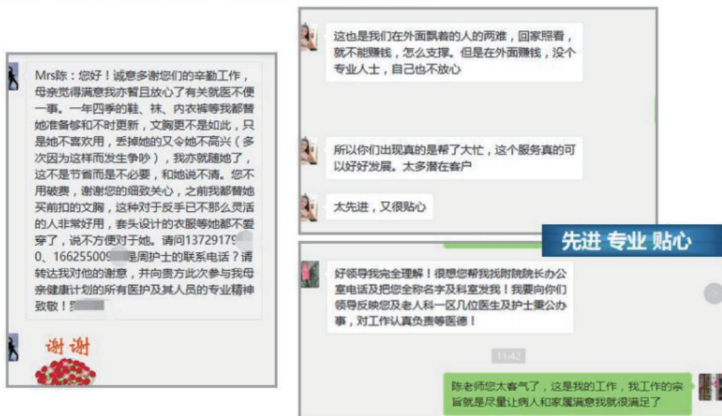 Mrs陈：您好！诚意多谢您们的辛勤工作，
母亲觉得满意我亦暂且放心了有关就医不便
一事。一年四季的鞋、袜、内衣裤等我都替
她准备够和不时更新，文胸更不是如此，只
是她不喜欢用，丢掉她的又令她不高兴（多
次因为这样而发生争吵），我亦就随她了，
这不是节省而是不必要，和她说不清。您不
用破费，谢谢您的细致关心，之前我都替她
买前扣的文胸，这种对于反手已不那么灵活
的人非常好用，套头设计的衣服等她都不爱
穿了，说不方便对于她。请问13729179
0、166255009 是周护士的联系电话？请
转达我对他的谢意，并向贵方此次参与我母
亲健康计划的所有医护及其人员的专业精神
致敬！
谢谢
这也是我们在外面飘着的人的两难，回家照看，
就不能赚钱，怎么支撑。但是在外面赚钱，没个
专业人士，自己也不放心
所以你们出现真的是帮了大忙，这个服务真的可
以好好发展。太多潜在客户
太先进，又很贴心
先进 专业 贴心
好领导我完全理解！很想您帮我找附院院长办公
室电话及把您全称名字及科室发我！我要向你们
领导反映您及老人科一区几位医生及护士秉公办
事，对工作认真负责等医德！
11:42
陈老师您太客气了，这是我的工作，我工作的宗
旨就是尽量让病人和家属满意我就很满足了